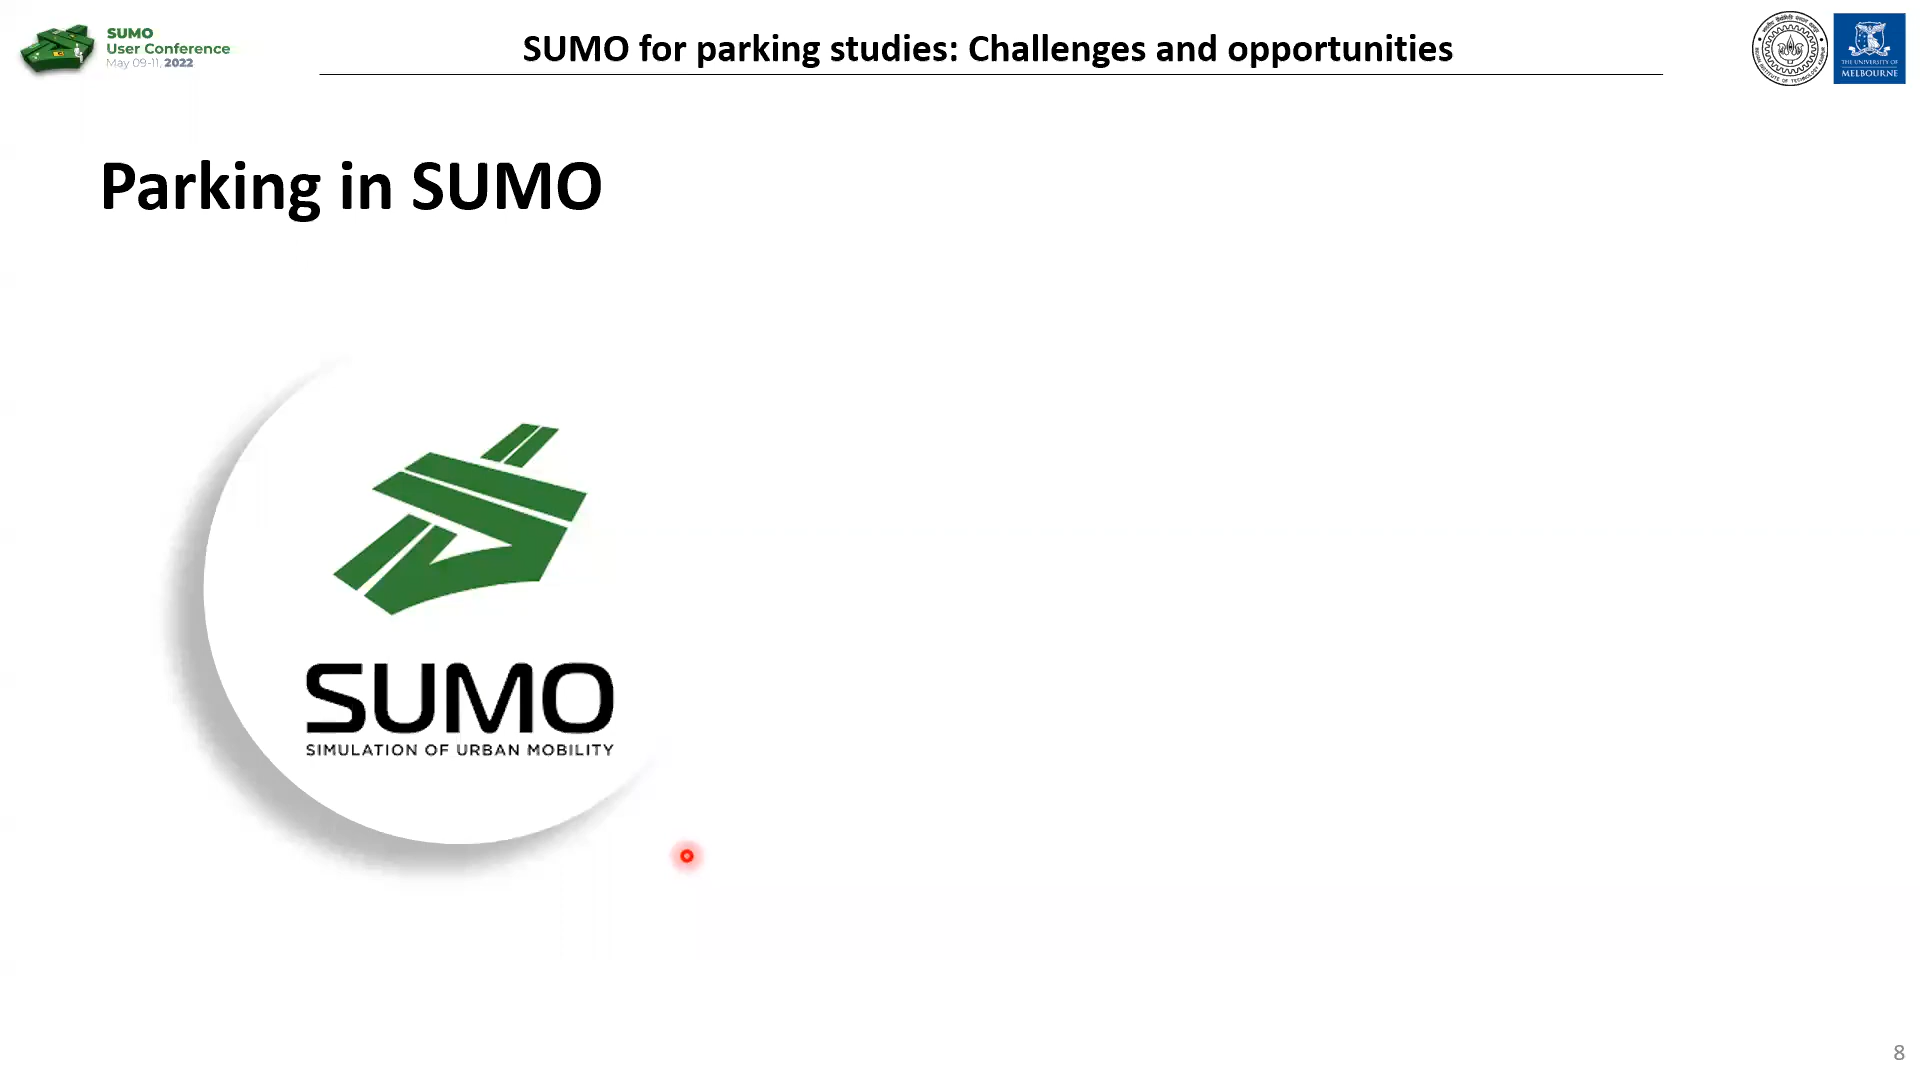 SUMO
User Conference
May 09-11, 2022
SUMO for parking studies: Challenges and opportunities
THE UNIVERSITY OF
MELBOURNE
Parking in SUMO
SUMO
SIMULATION OF URBAN MOBILITY
8